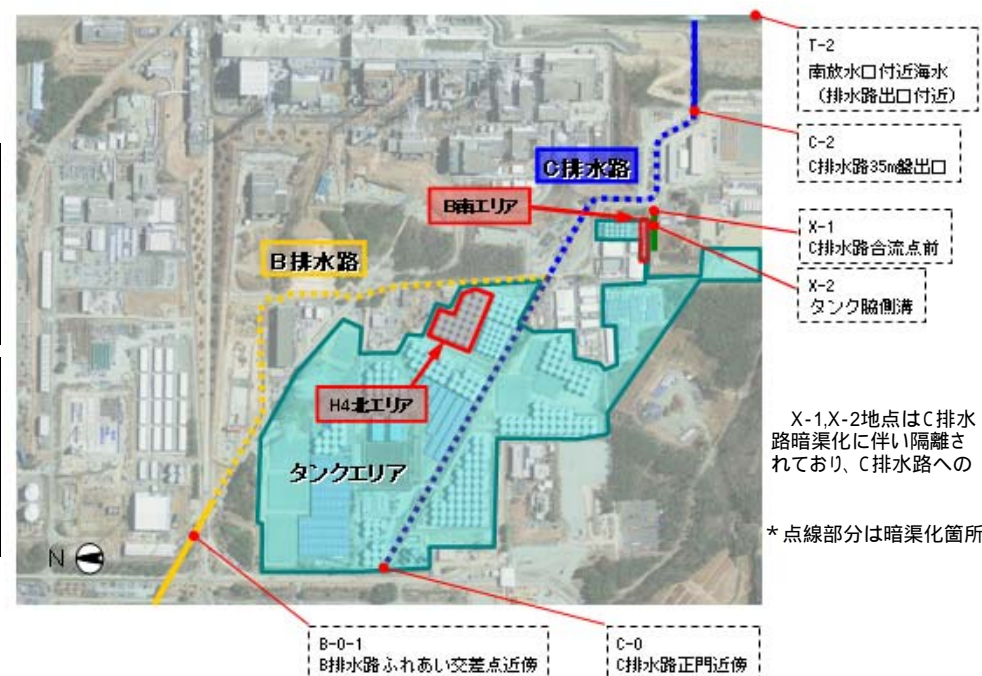 T-2
南放水口付近海水
（排水路出口付近）
C-2
C排水路35m盤出口
C排水路
B南エリア
X-1
C排水路合流点前
B排水路
X-2
タンク脇側溝
H4北エリア
タンクエリア
X-1,X-2地点はC排水
路暗渠化に伴い隔離さ
れており、C排水路への
*点線部分は暗渠化箇所
N
B-0-1
B排水路ふれあい交差点近傍
C-0
C排水路正門近傍